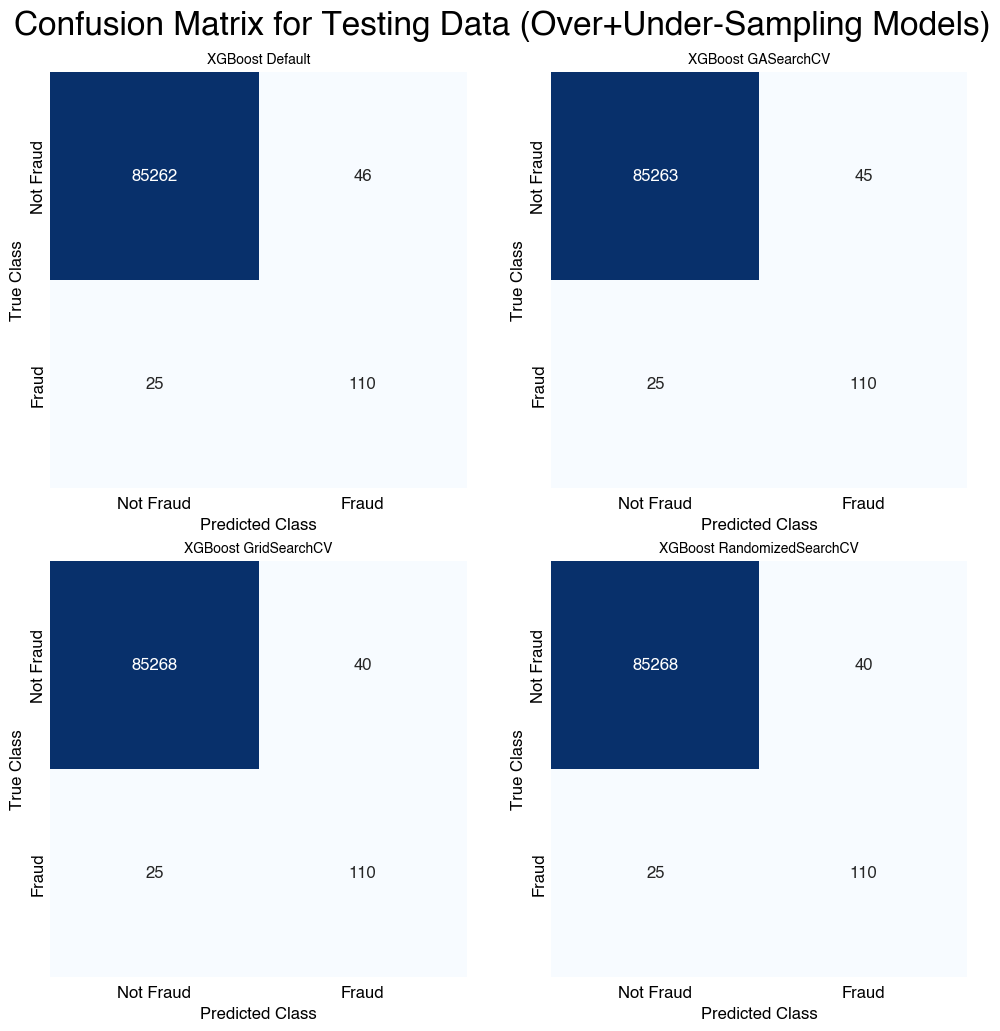 Confusion Matrix for Testing Data (Over+Under-Sampling Models)
XGBoost Default
True Class
Not Fraud
Fraud
85262
46
25
110
Not Fraud
Fraud
Predicted Class
XGBoost GASearchCV
True Class
Not Fraud
Fraud
85263
45
25
110
Not Fraud
Fraud
Predicted Class
XGBoost GridSearchCV
True Class
Not Fraud
Fraud
85268
40
25
110
Not Fraud
Fraud
Predicted Class
XGBoost RandomizedSearchCV
True Class
Not Fraud
Fraud
85268
40
25
110
Not Fraud
Fraud
Predicted Class